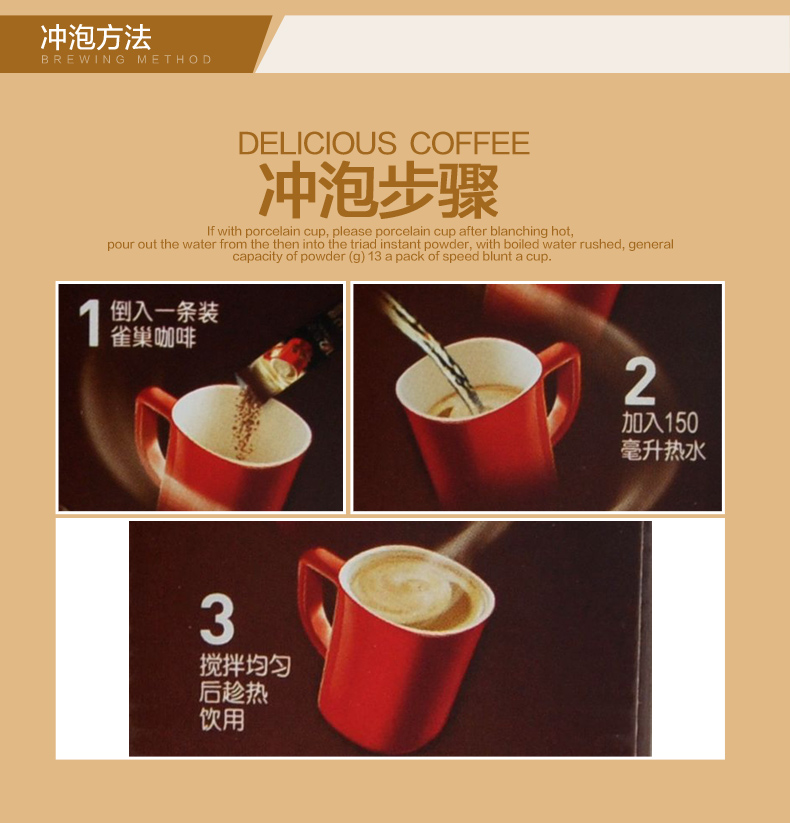 冲泡方法
BREWING METHOD
DELICIOUS COFFEE
冲泡步骤
If with porcelain cup, please porcelain cup after blanching hot,
pour out the water from the then into the triad instant powder, with boiled water rushed, general
capacity of powder (g) 13 a pack of speed blunt a cup.
1 倒入一条装
雀巢咖啡
2
加入150
毫升热水
3
搅拌均匀
后趁热
饮用